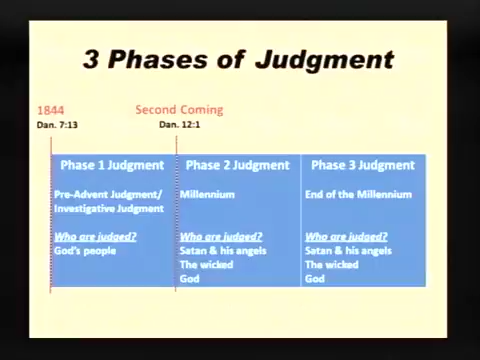 3 Phases of Judgment
1844
Dan. 7:13
Second Coming
Dan. 12:1
Phase 1 Judgment
Pre-Advent Judgment/
Investigative Judgment
Who are judged?
God's people
Phase 2 Judgment
Millennium
Who are judged?
Satan & his angels
The wicked
God
Phase 3 Judgment
End of the Millennium
Who are judged?
Satan & his angels
The wicked
God